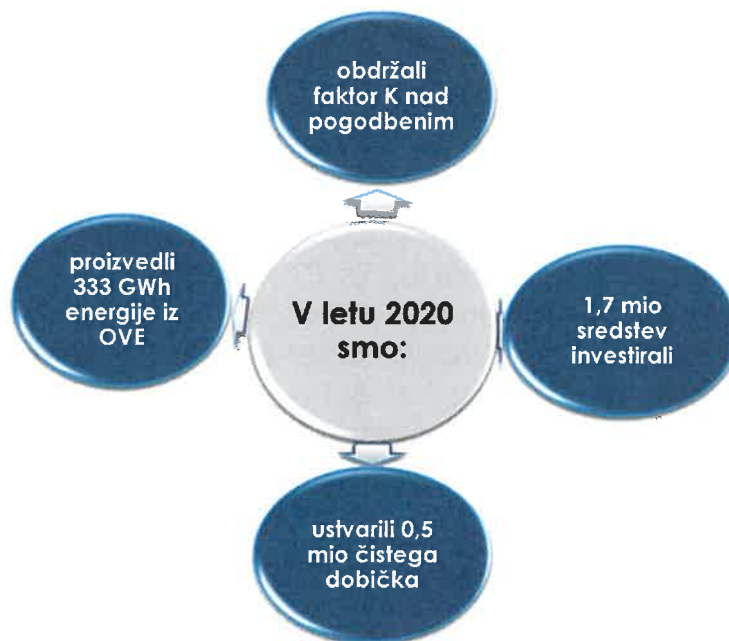 obdržali
faktor K nad
pogodbenim
proizvedli
333 GWh
energije iz
OVE
V letu 2020
smo:
1,7 mio
sredstev
investirali
ustvarili 0,5
mio čistega
dobička